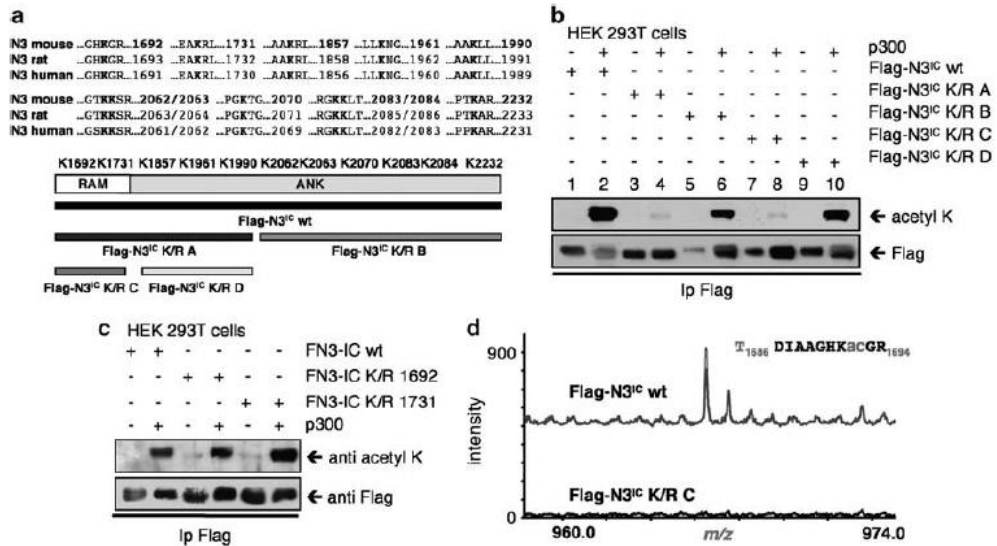 a
N3 mouse ...GHKGR...1692 ...EAKRL...1731 ...AAKRL...1857 ...LLKNG...1961 ...AAKLL...1990
N3 rat ...GHKGR...1693 ...EAKRL...1732 ...AAKRL...1858 ...LLKNG...1962 ...AAKLL...1991
N3 human ...GHKGR...1691 ...EAKRL...1730 ...AAKRL...1856 ...LLKNG...1960 ...AAKLL...1989
N3 mouse ...GTKKSR...2062/2063 ...PGKTG...2070 ...RGKKLT...2083/2084 ...PTKAR...2232
N3 rat ...GTKKSR...2063/2064 ...PGKTG...2071 ...RGKKLT...2085/2086 ...PTKAR...2233
N3 human ...GSKKSR...2061/2062 ...PGKTG...2069 ...RGKKLT...2082/2083 ...PPKAR...2231
K1692 K1731 K1857 K1961 K1990 K2062 K2063 K2070 K2083 K2084 K2232
RAM ANK
Flag-N3IC wt
Flag-N3IC K/R A Flag-N3IC K/R B
Flag-N3IC K/R C Flag-N3IC K/R D
b
HEK 293T cells
- + - + - + - + - + p300
+ + - - - - - - - - Flag-N3IC wt
- - + + - - - - - - Flag-N3IC K/R A
- - - - + + - - - - Flag-N3IC K/R B
- - - - - - + + - - Flag-N3IC K/R C
- - - - - - - - + + Flag-N3IC K/R D
1 2 3 4 5 6 7 8 9 10
← acetyl K
← Flag
Ip Flag
c
HEK 293T cells
+ + - - - - FN3-IC wt
- - + + - - FN3-IC K/R 1692
- - - - + + FN3-IC K/R 1731
- + - + - + p300
← anti acetyl K
← anti Flag
Ip Flag
d
T1686 DIAAGHKacGR1694
900
Flag-N3IC wt
intensity
Flag-N3IC K/R C
0
960.0 m/z 974.0